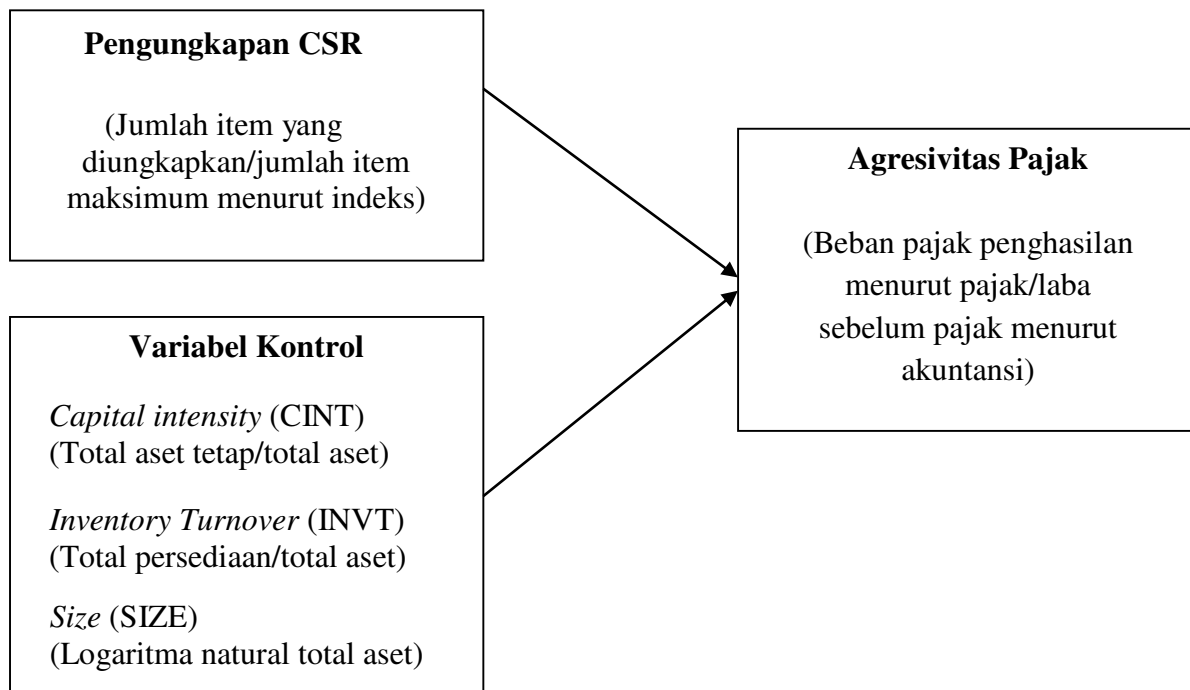 Pengungkapan CSR
(Jumlah item yang
diungkapkan/jumlah item
maksimum menurut indeks)
Agresivitas Pajak
(Beban pajak penghasilan
menurut pajak/laba
sebelum pajak menurut
akuntansi)
Variabel Kontrol
Capital intensity (CINT)
(Total aset tetap/total aset)
Inventory Turnover (INVT)
(Total persediaan/total aset)
Size (SIZE)
(Logaritma natural total aset)